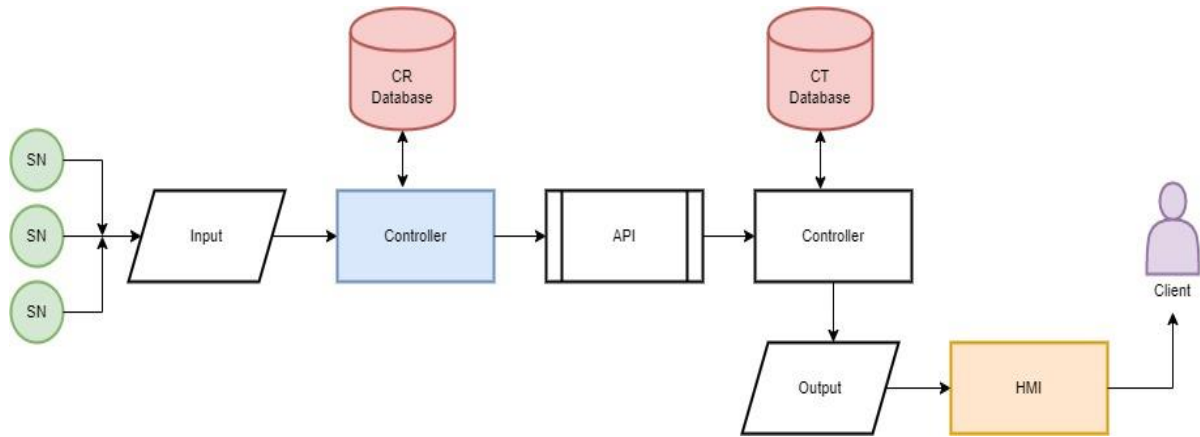 CR
Database
CT
Database
SN
SN
SN
Input
Controller
API
Controller
Client
Output
HMI